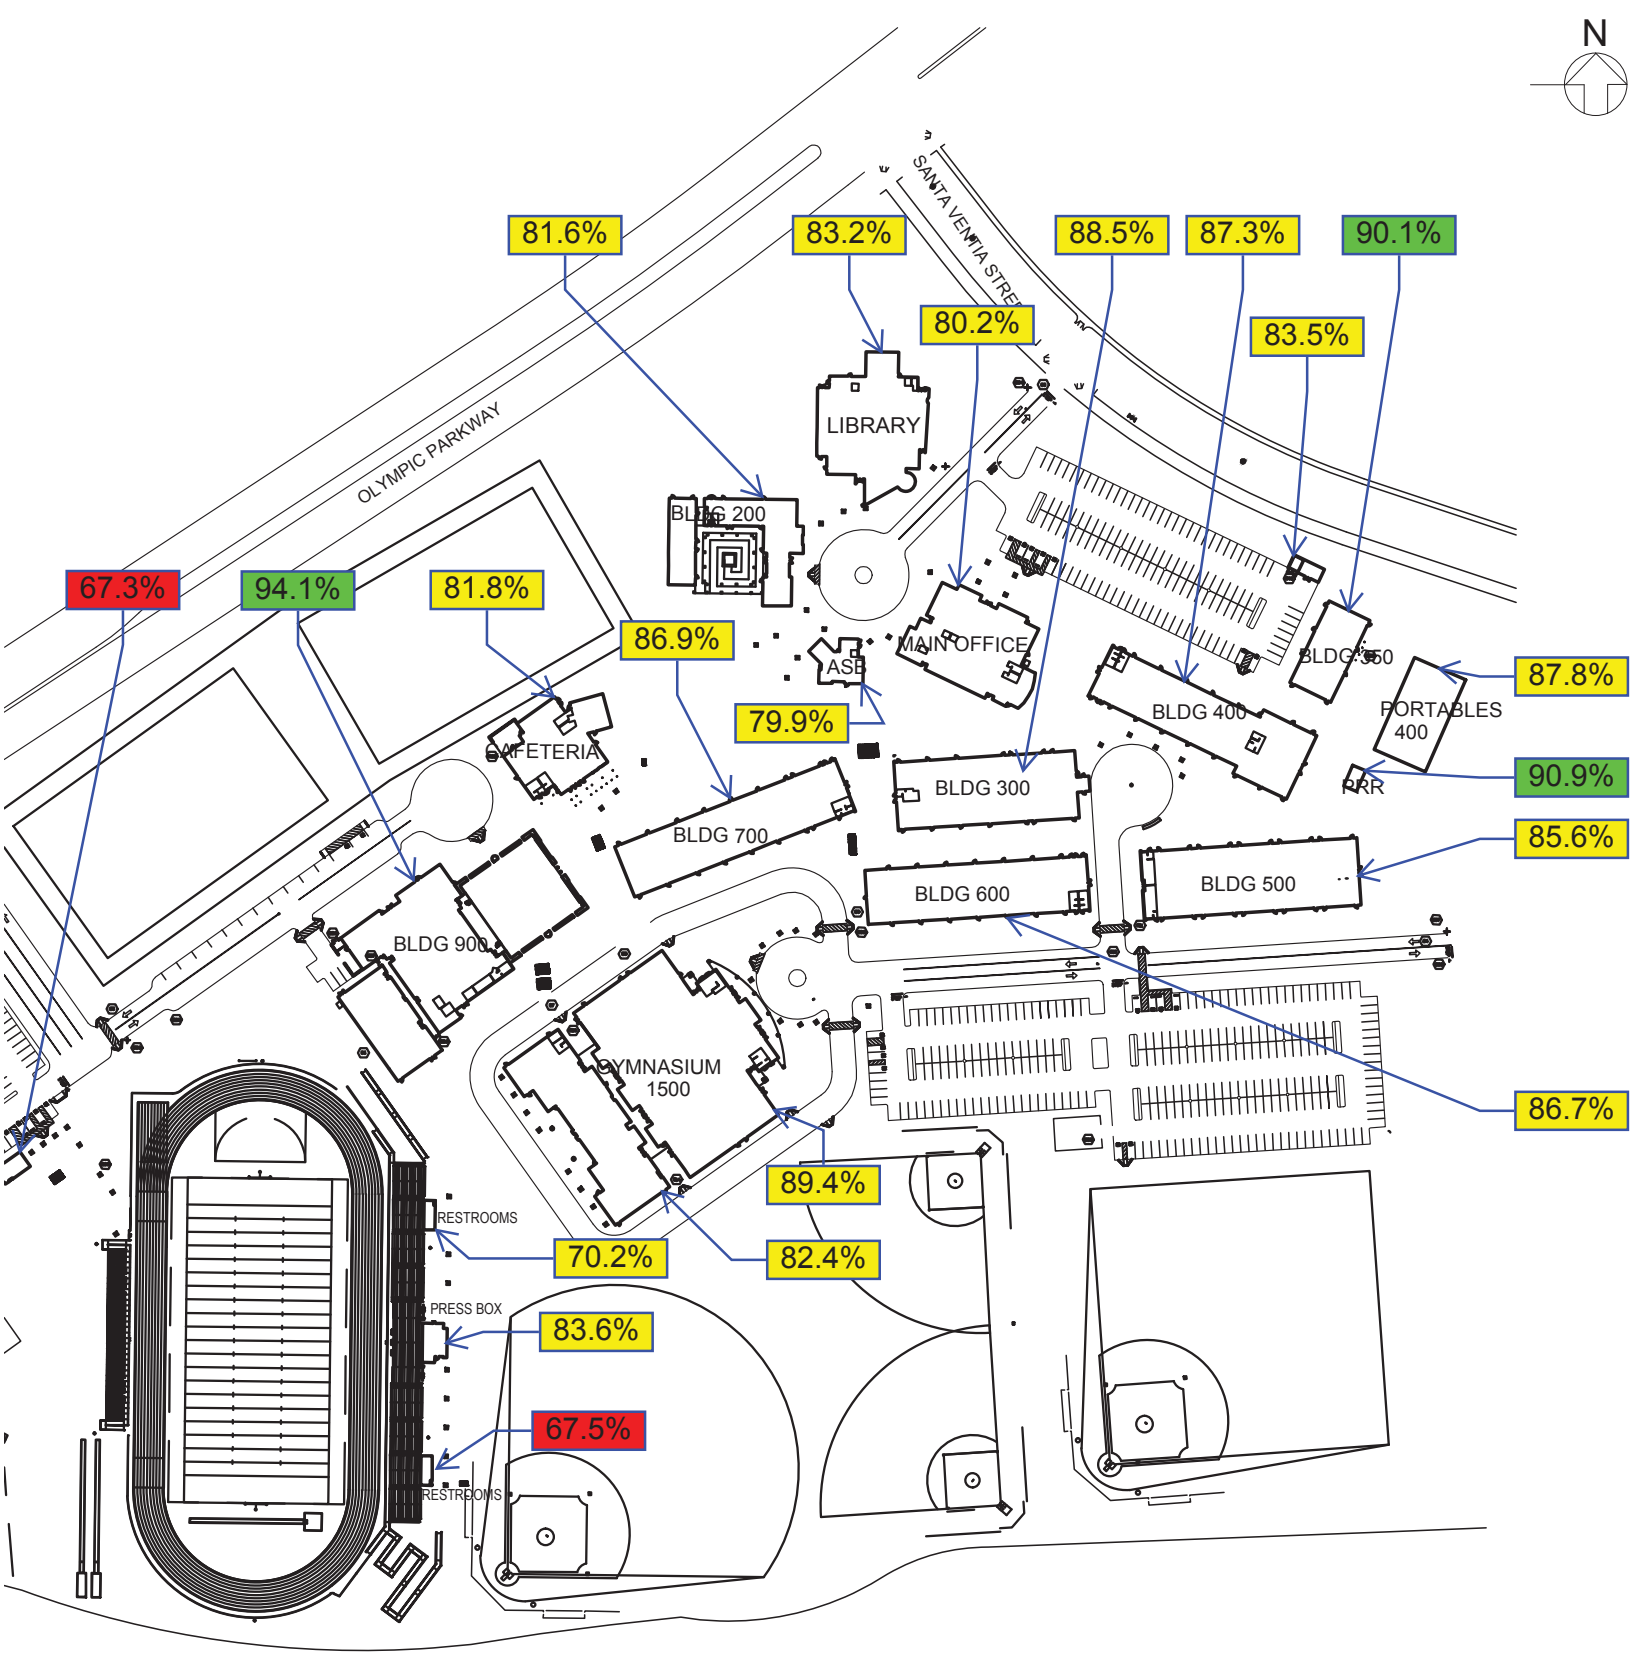 N
SANTA VENTIA STREE
81.6%
83.2%
88.5%
87.3%
90.1%
80.2%
83.5%
OLYMPIC PARKWAY
LIBRARY
BLDG 200
67.3%
94.1%
81.8%
86.9%
MAIN OFFICE
ASB
BLDG 350
87.8%
PORTABLES
400
BLDG 400
79.9%
CAFETERIA
90.9%
PRR
BLDG 300
BLDG 700
85.6%
BLDG 500
BLDG 600
BLDG 900
GYMNASIUM
1500
86.7%
89.4%
RESTROOMS
70.2%
82.4%
PRESS BOX
83.6%
67.5%
RESTROOMS